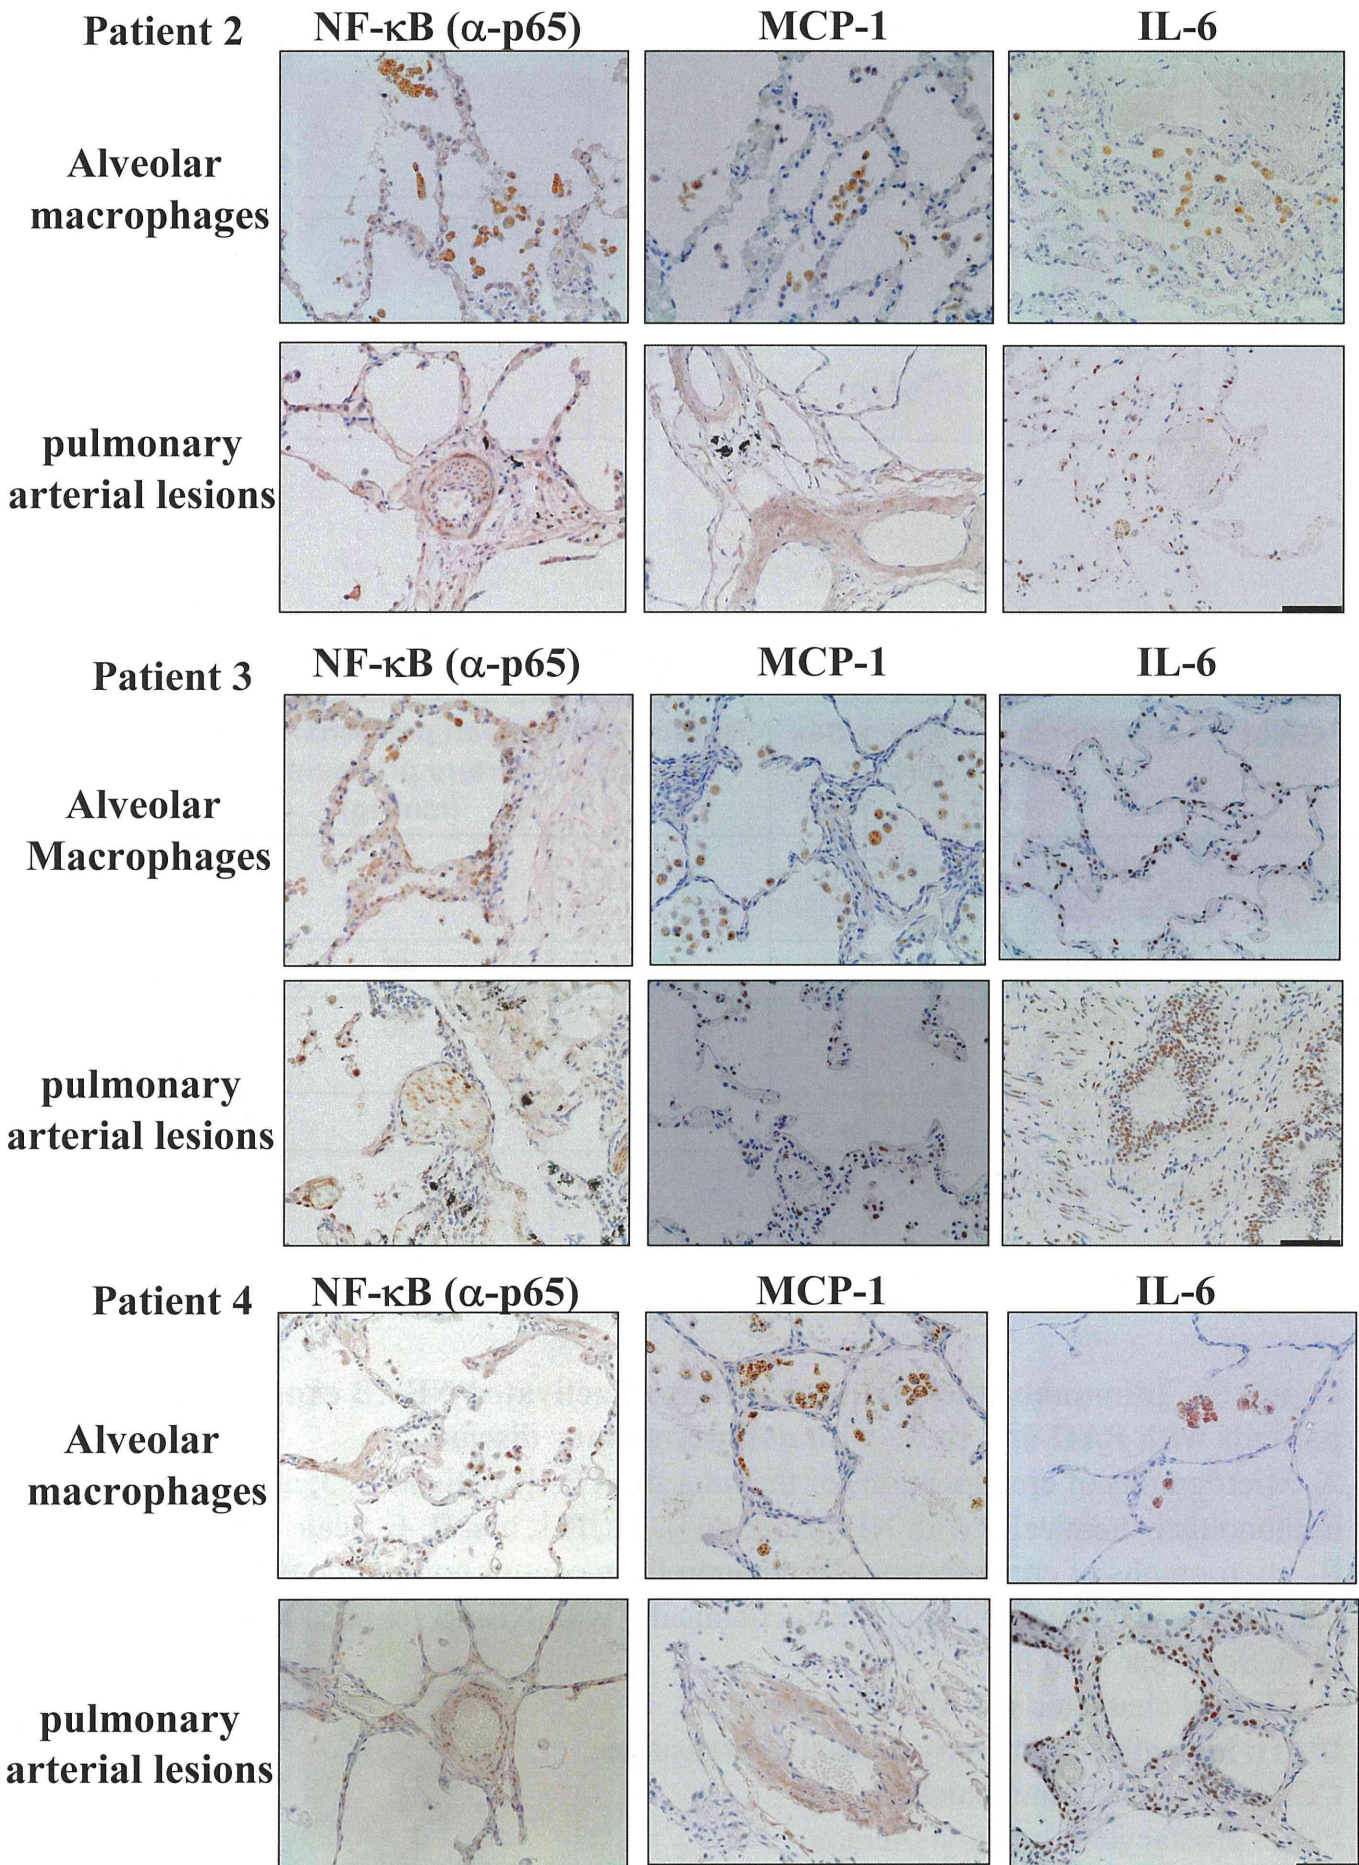 Patient 2 NF-κB (α-p65) MCP-1 IL-6
Alveolar
macrophages
pulmonary
arterial lesions
Patient 3 NF-κB (α-p65) MCP-1 IL-6
Alveolar
Macrophages
pulmonary
arterial lesions
Patient 4 NF-κB (α-p65) MCP-1 IL-6
Alveolar
macrophages
pulmonary
arterial lesions